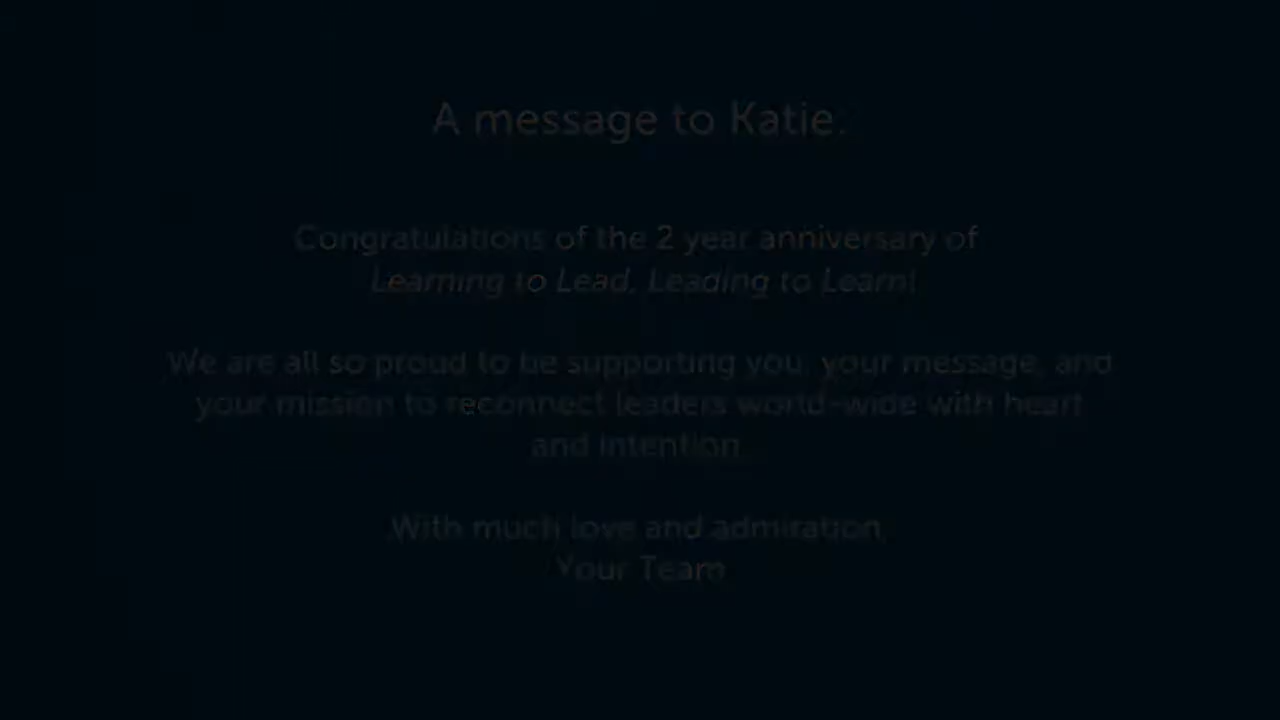 A message to Katie:
Congratulations of the 2 year anniversary of
Learning to Lead, Leading to Learn!
We are all so proud to be supporting you, your message, and
your mission to reconnect leaders world-wide with heart
and intention.
With much love and admiration,
Your Team